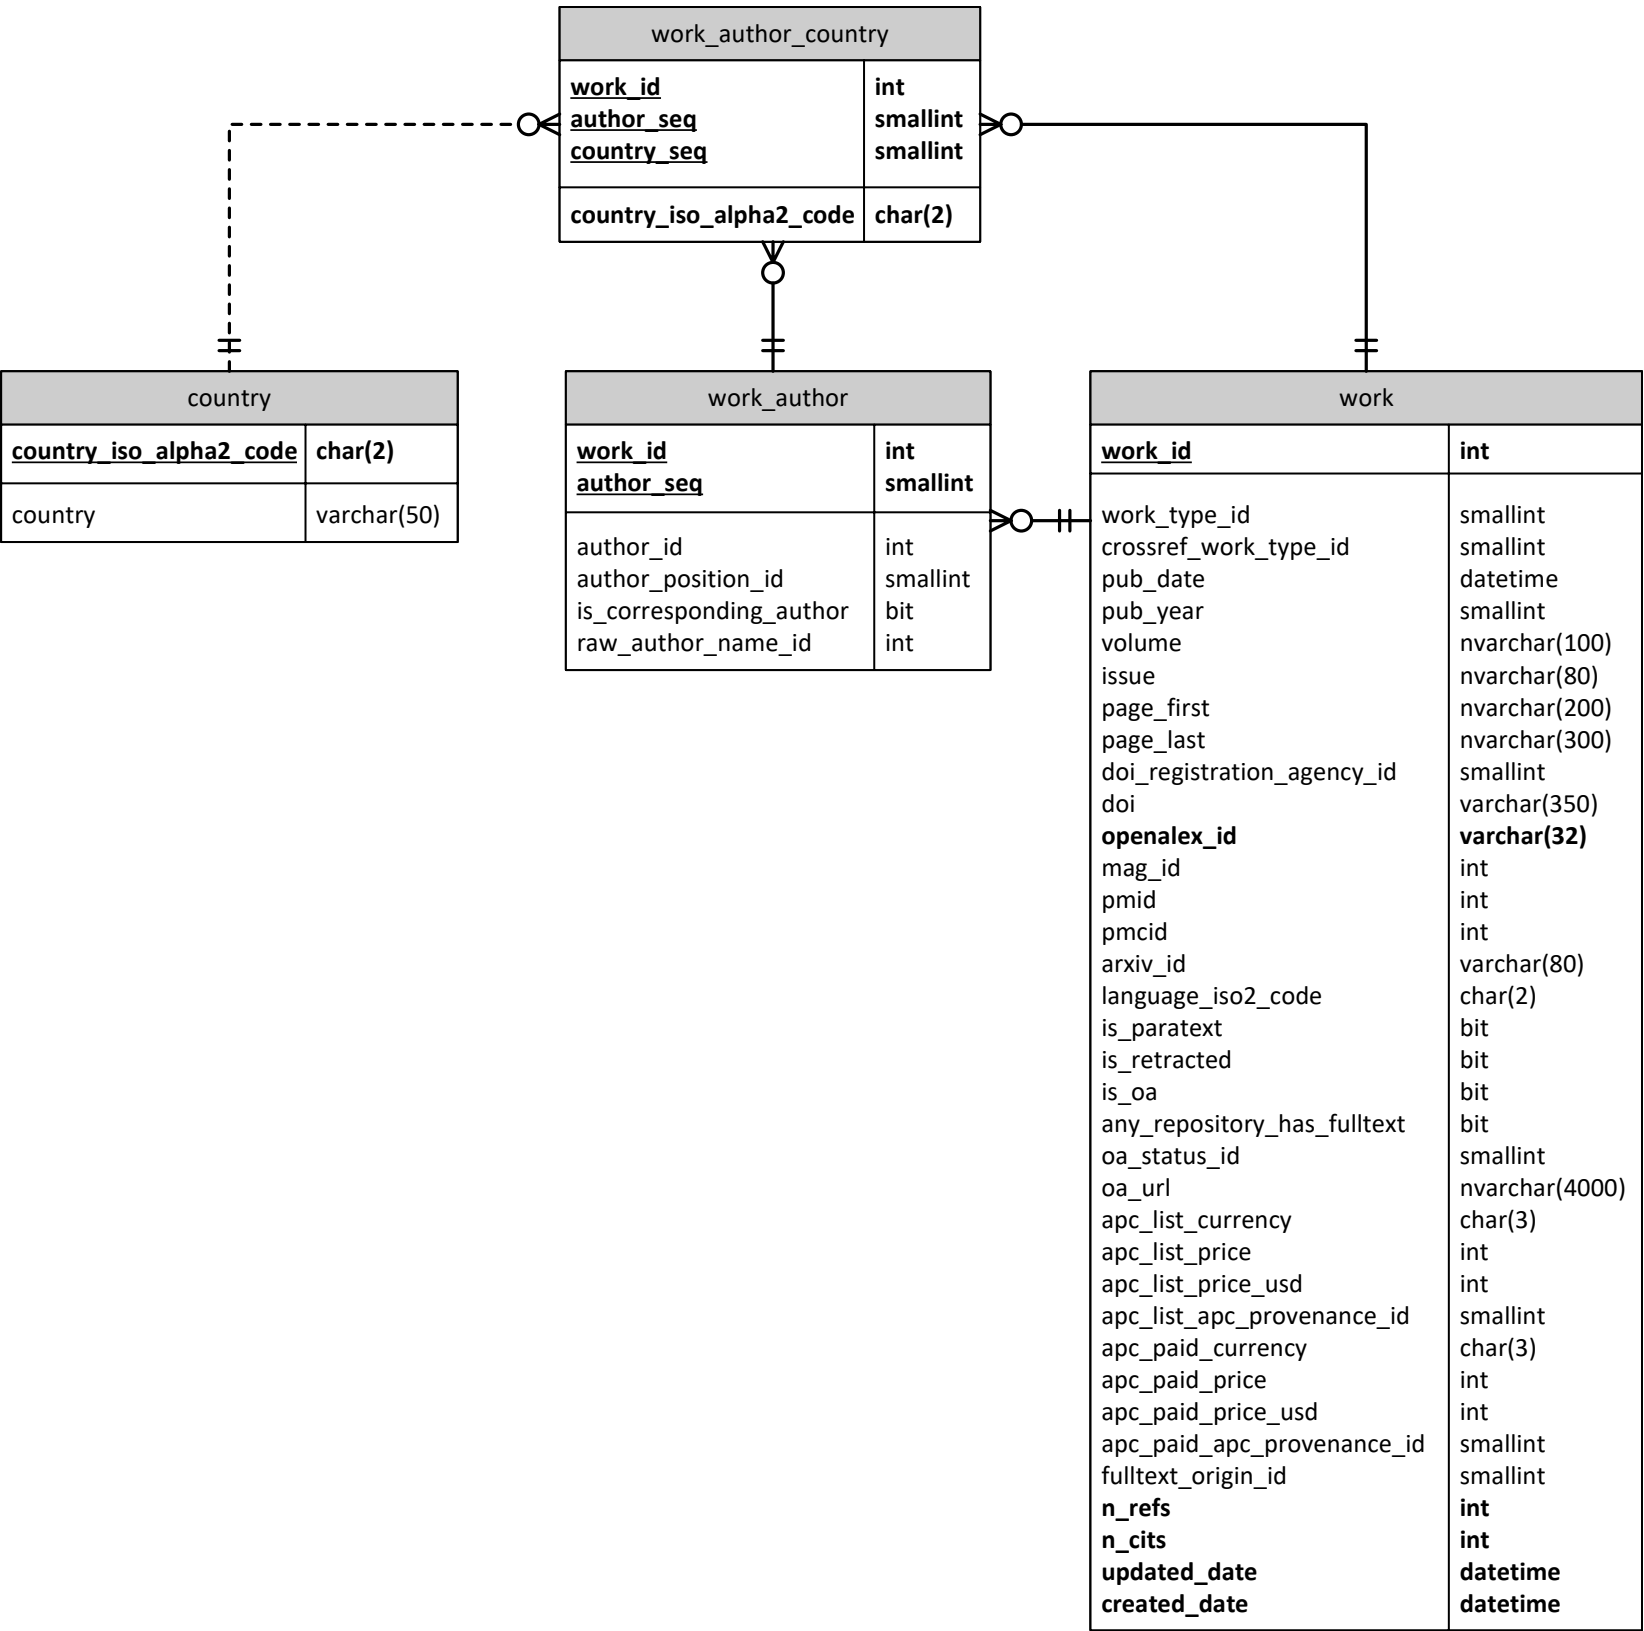 work_author_country
work_id int
author_seq smallint
country_seq smallint
country_iso_alpha2_code char(2)
country
country_iso_alpha2_code char(2)
country varchar(50)
work_author
work_id int
author_seq smallint
author_id int
author_position_id smallint
is_corresponding_author bit
raw_author_name_id int
work
work_id int
work_type_id smallint
crossref_work_type_id smallint
pub_date datetime
pub_year smallint
volume nvarchar(100)
issue nvarchar(80)
page_first nvarchar(200)
page_last nvarchar(300)
doi_registration_agency_id smallint
doi varchar(350)
openalex_id varchar(32)
mag_id int
pmid int
pmcid int
arxiv_id varchar(80)
language_iso2_code char(2)
is_paratext bit
is_retracted bit
is_oa bit
any_repository_has_fulltext bit
oa_status_id smallint
oa_url nvarchar(4000)
apc_list_currency char(3)
apc_list_price int
apc_list_price_usd int
apc_list_apc_provenance_id smallint
apc_paid_currency char(3)
apc_paid_price int
apc_paid_price_usd int
apc_paid_apc_provenance_id smallint
fulltext_origin_id smallint
n_refs int
n_cits int
updated_date datetime
created_date datetime